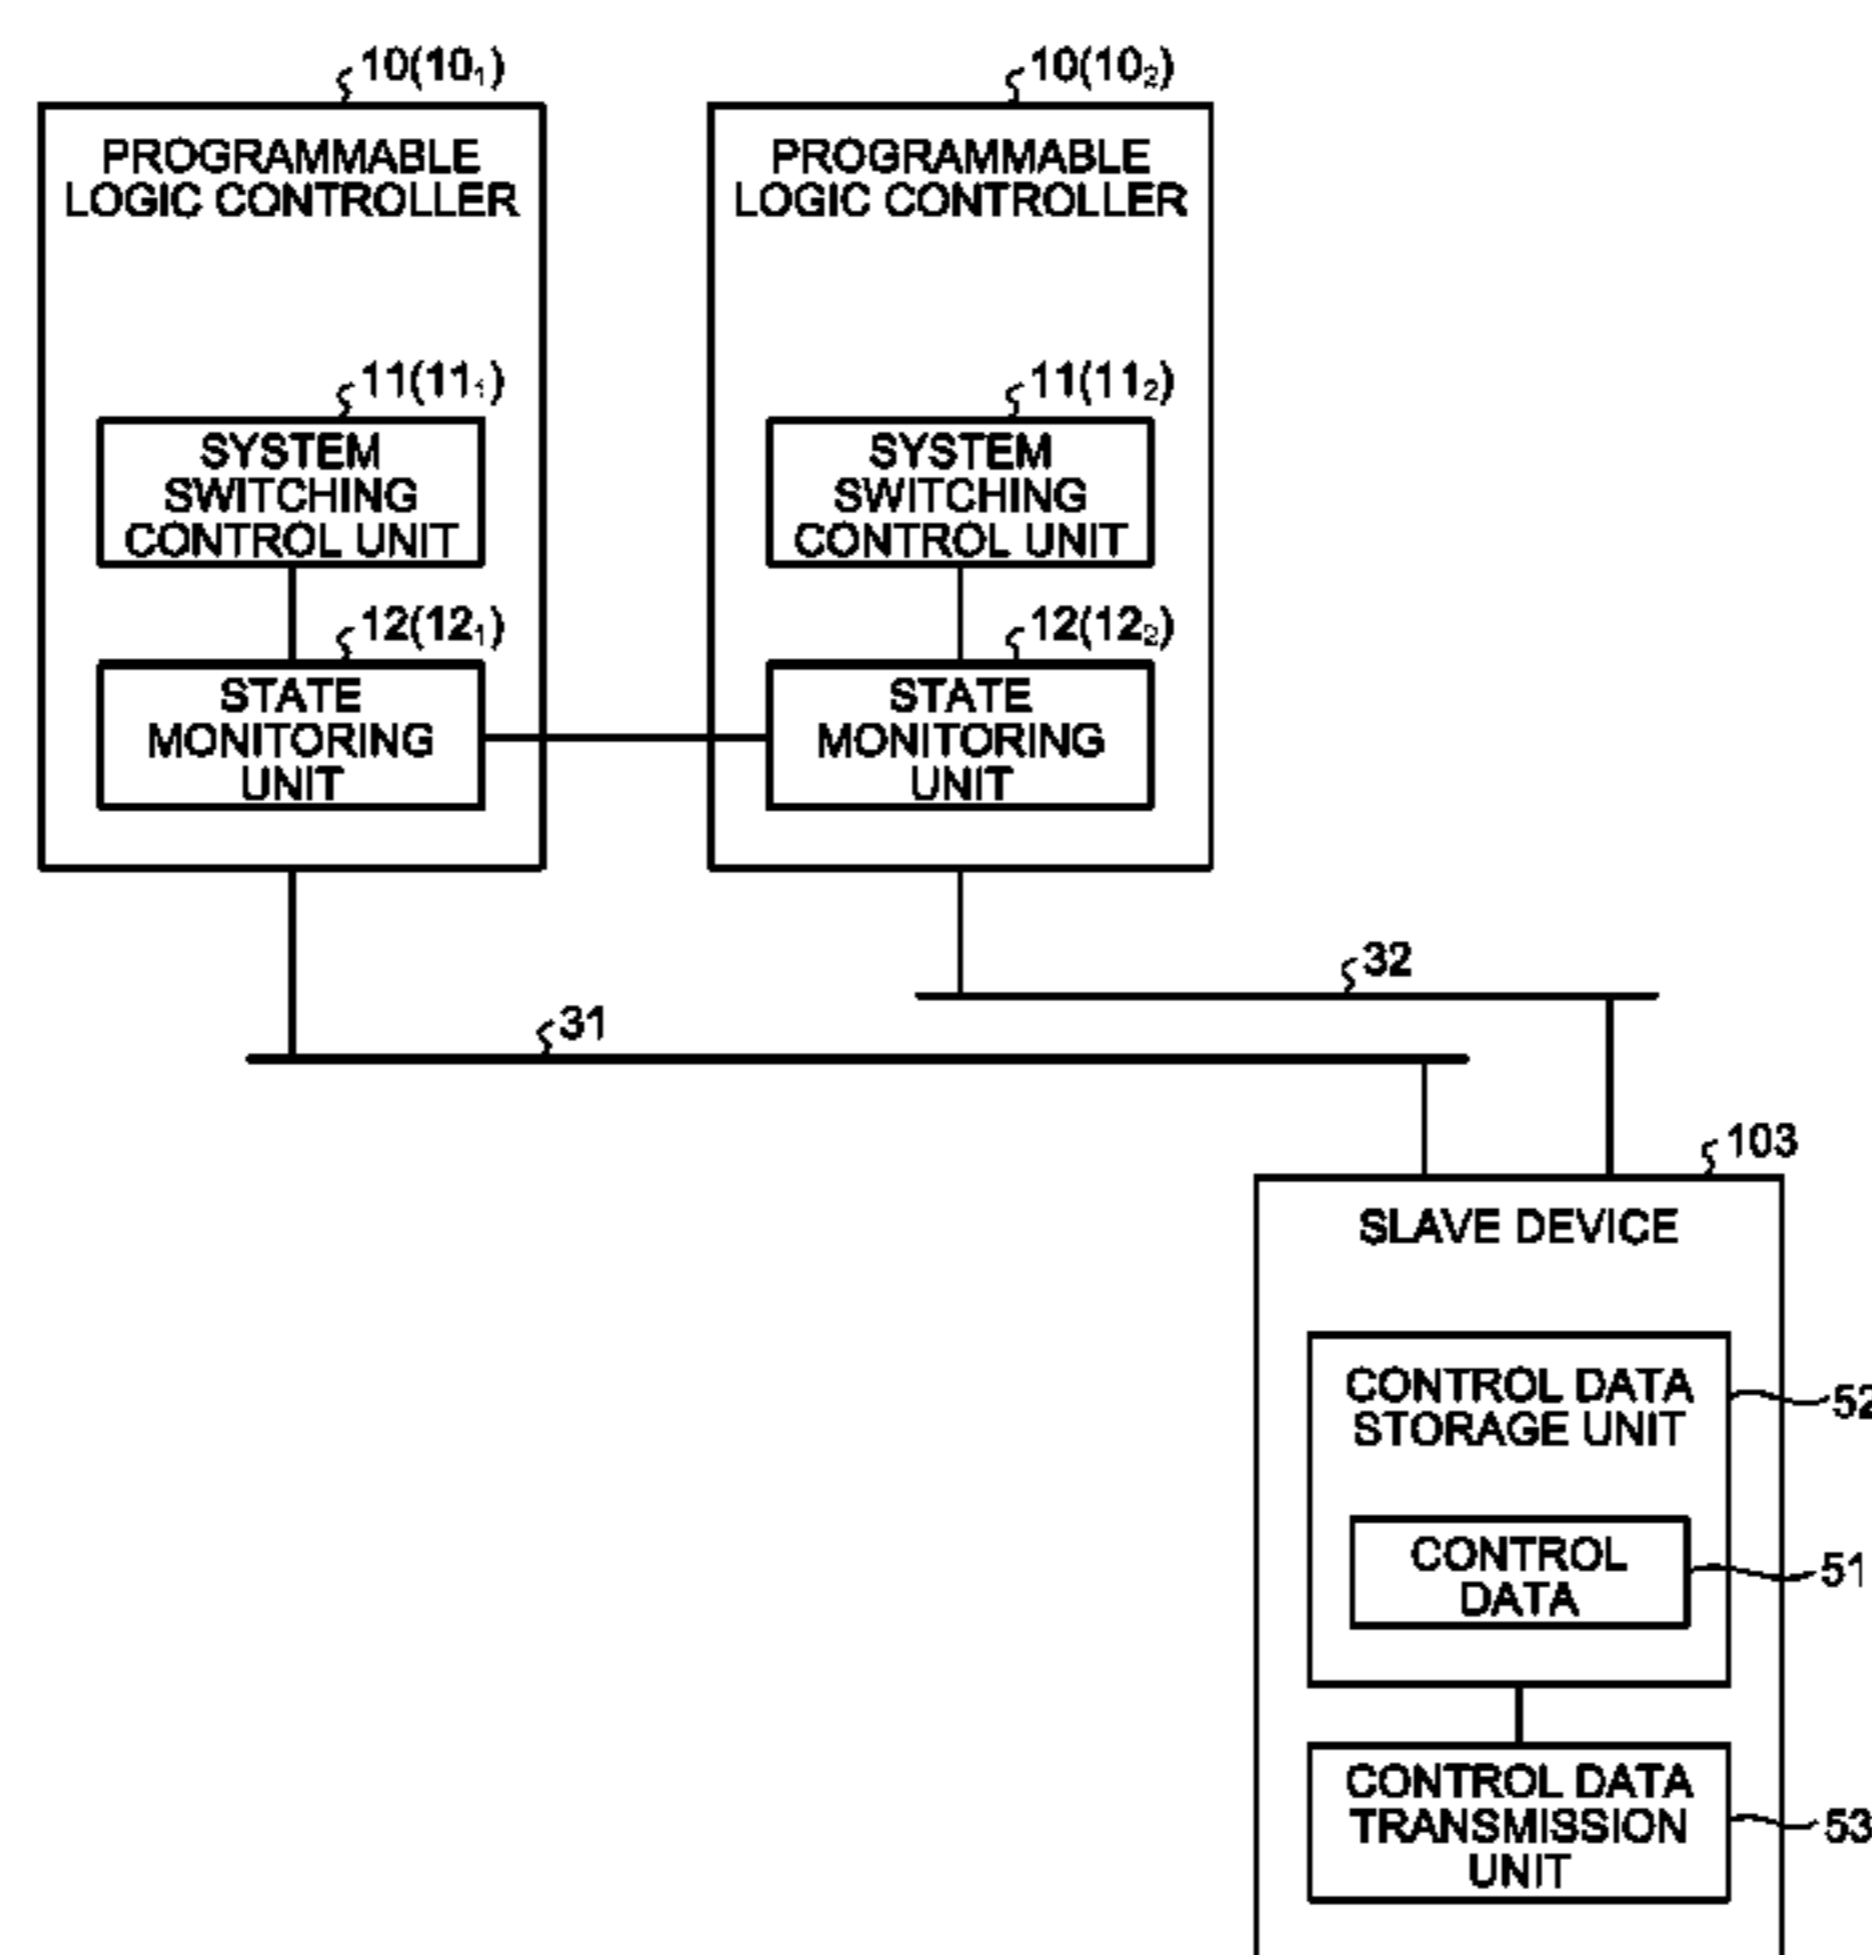 10(10₁)
PROGRAMMABLE
LOGIC CONTROLLER
11(11₁)
SYSTEM
SWITCHING
CONTROL UNIT
12(12₁)
STATE
MONITORING
UNIT
10(10₂)
PROGRAMMABLE
LOGIC CONTROLLER
11(11₂)
SYSTEM
SWITCHING
CONTROL UNIT
12(12₂)
STATE
MONITORING
UNIT
32
31
103
SLAVE DEVICE
CONTROL DATA
STORAGE UNIT
52
CONTROL
DATA
51
CONTROL DATA
TRANSMISSION
UNIT
53